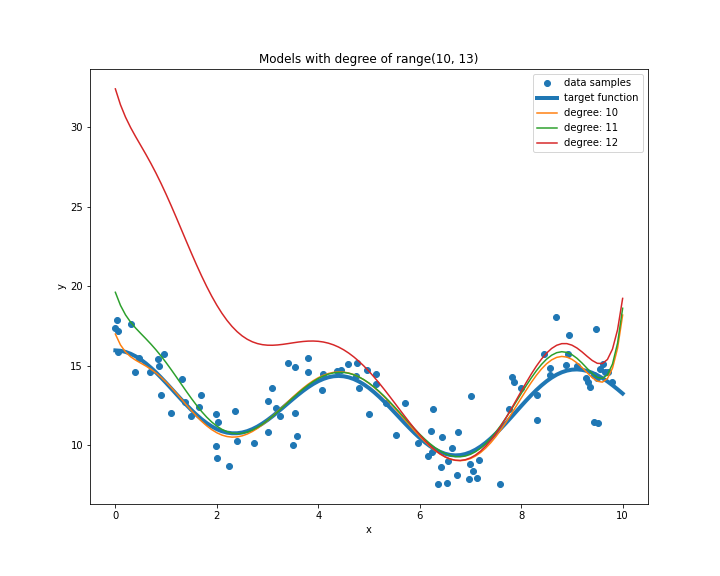 Models with degree of range(10, 13)
data samples
target function
degree: 10
degree: 11
degree: 12
30
25
20
15
10
y
0 2 4 6 8 10
x